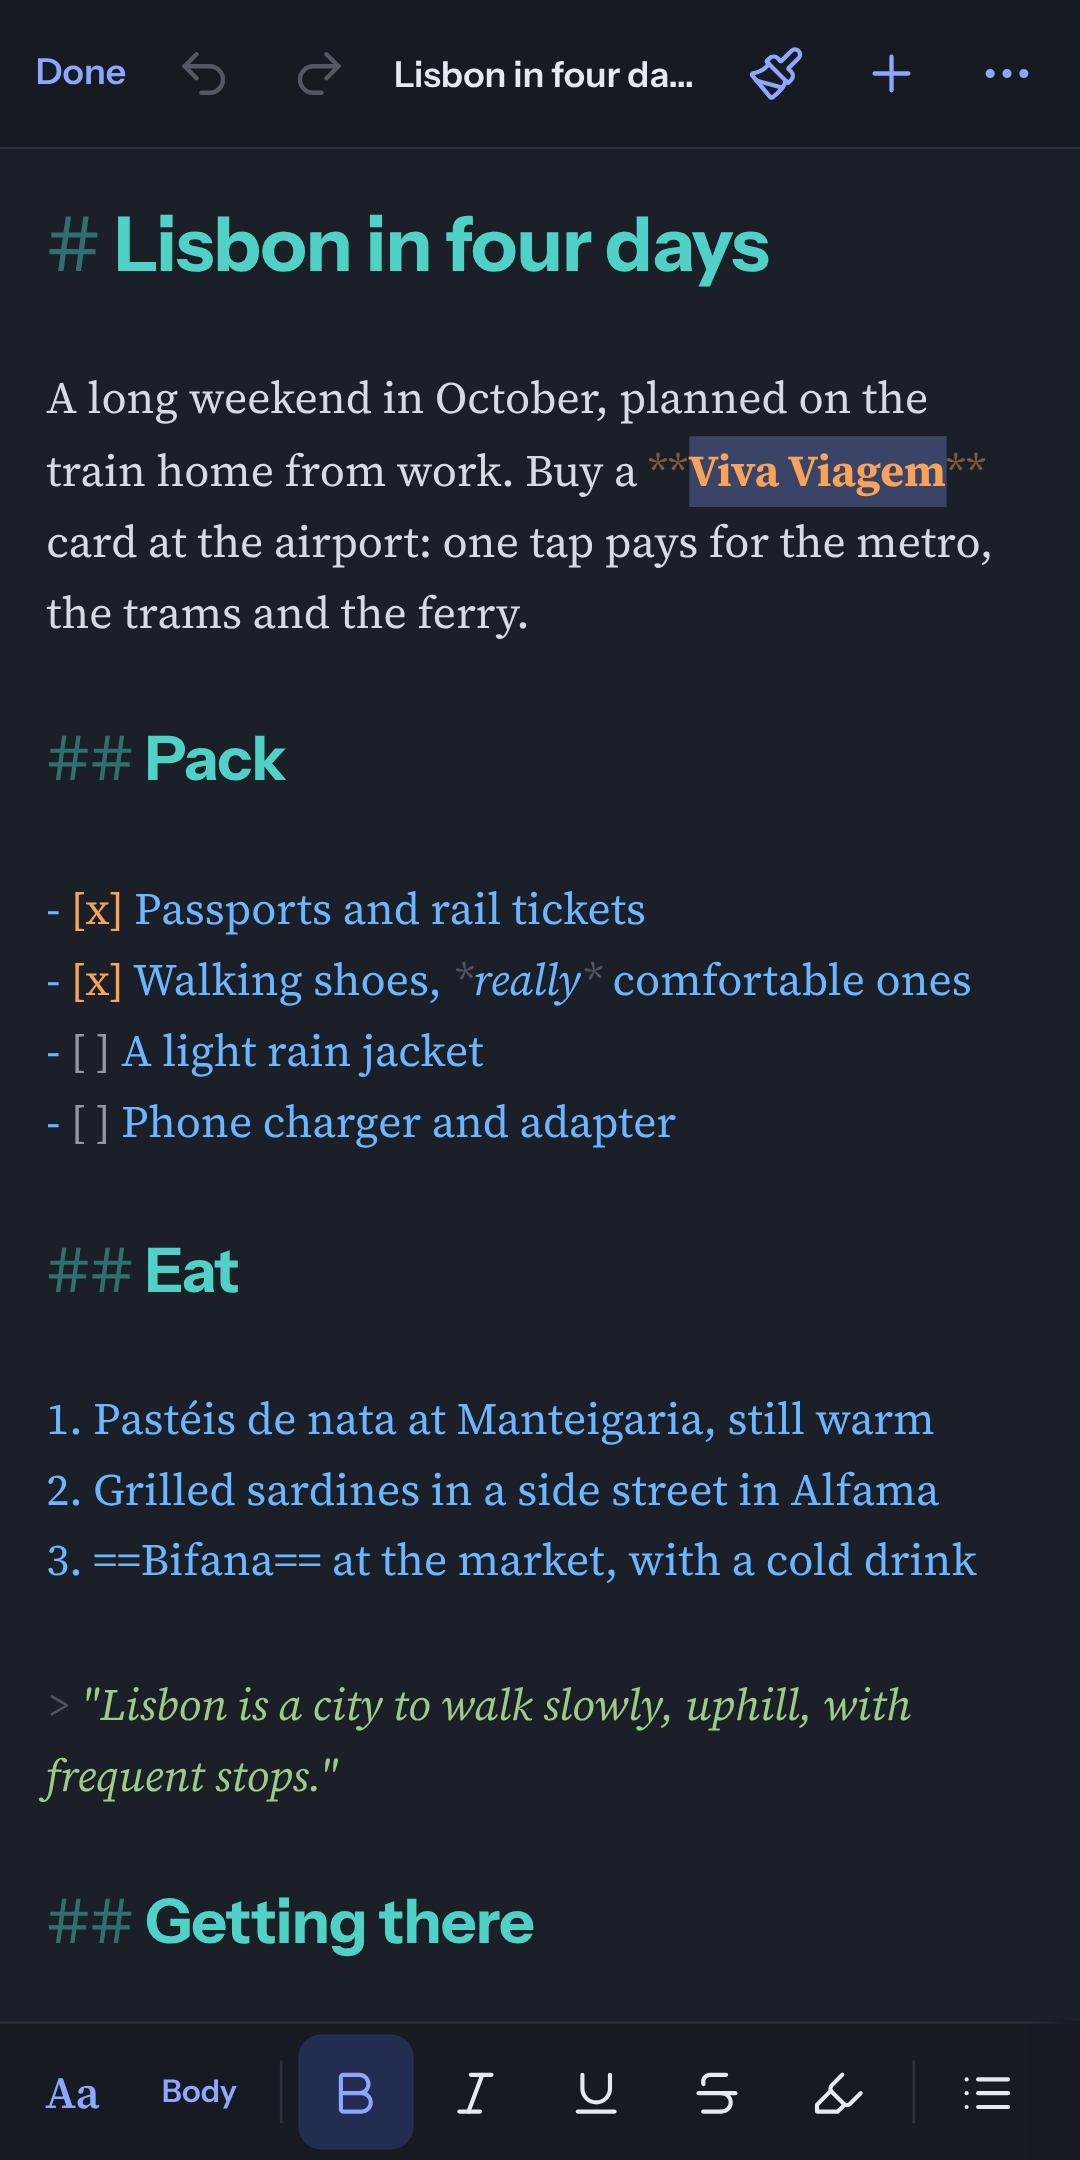 Done
Lisbon in four da...
# Lisbon in four days
A long weekend in October, planned on the
train home from work. Buy a **Viva Viagem**
card at the airport: one tap pays for the metro,
the trams and the ferry.
## Pack
- [x] Passports and rail tickets
- [x] Walking shoes, *really* comfortable ones
- [ ] A light rain jacket
- [ ] Phone charger and adapter
## Eat
1. Pastéis de nata at Manteigaria, still warm
2. Grilled sardines in a side street in Alfama
3. ==Bifana== at the market, with a cold drink
> "Lisbon is a city to walk slowly, uphill, with
frequent stops."
## Getting there
Aa Body B I U S